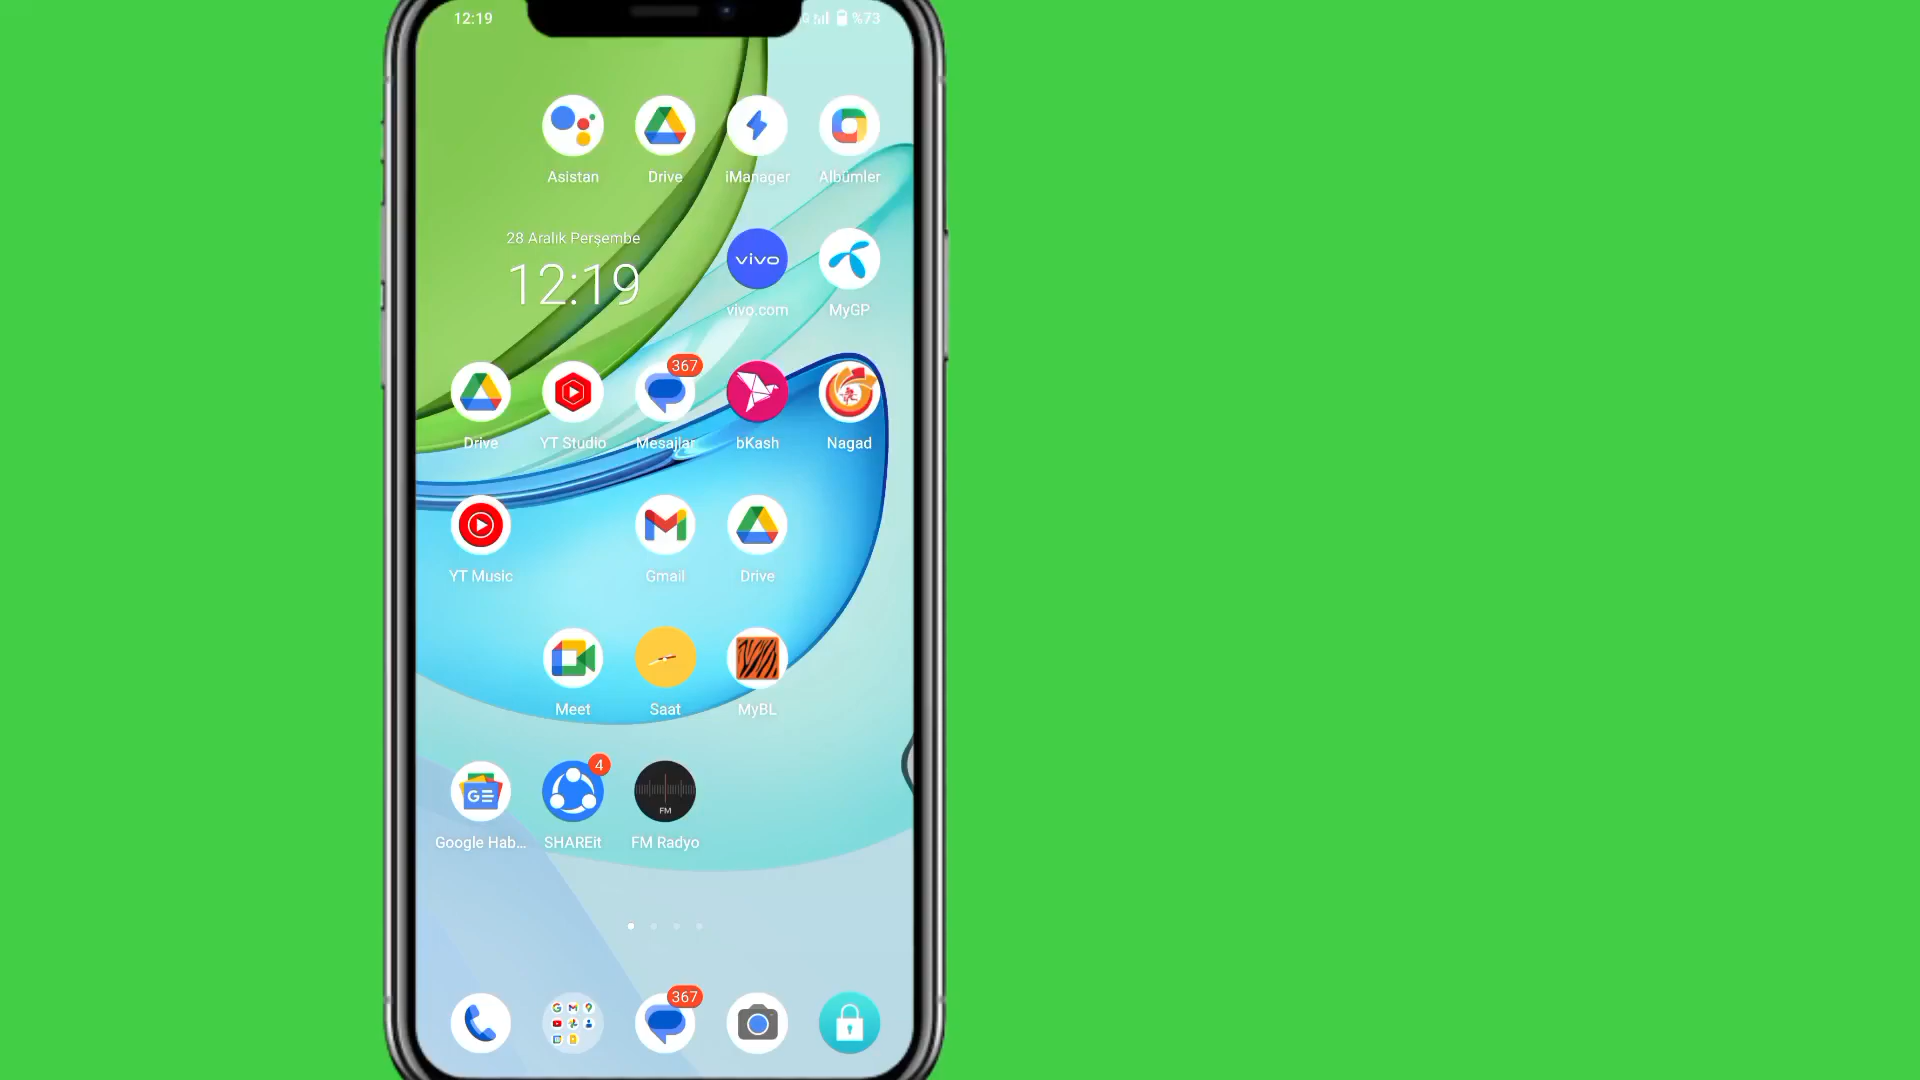 12:19
%73
Asistan
Drive
iManager
Albümler
28 Aralık Perşembe
12:19
vivo
vivo.com
MyGP
367
Drive
YT Studio
Mesajlar
bKash
Nagad
YT Music
Gmail
Drive
Meet
Saat
MyBL
GE
4
FM
Google Hab...
SHAREit
FM Radyo
367